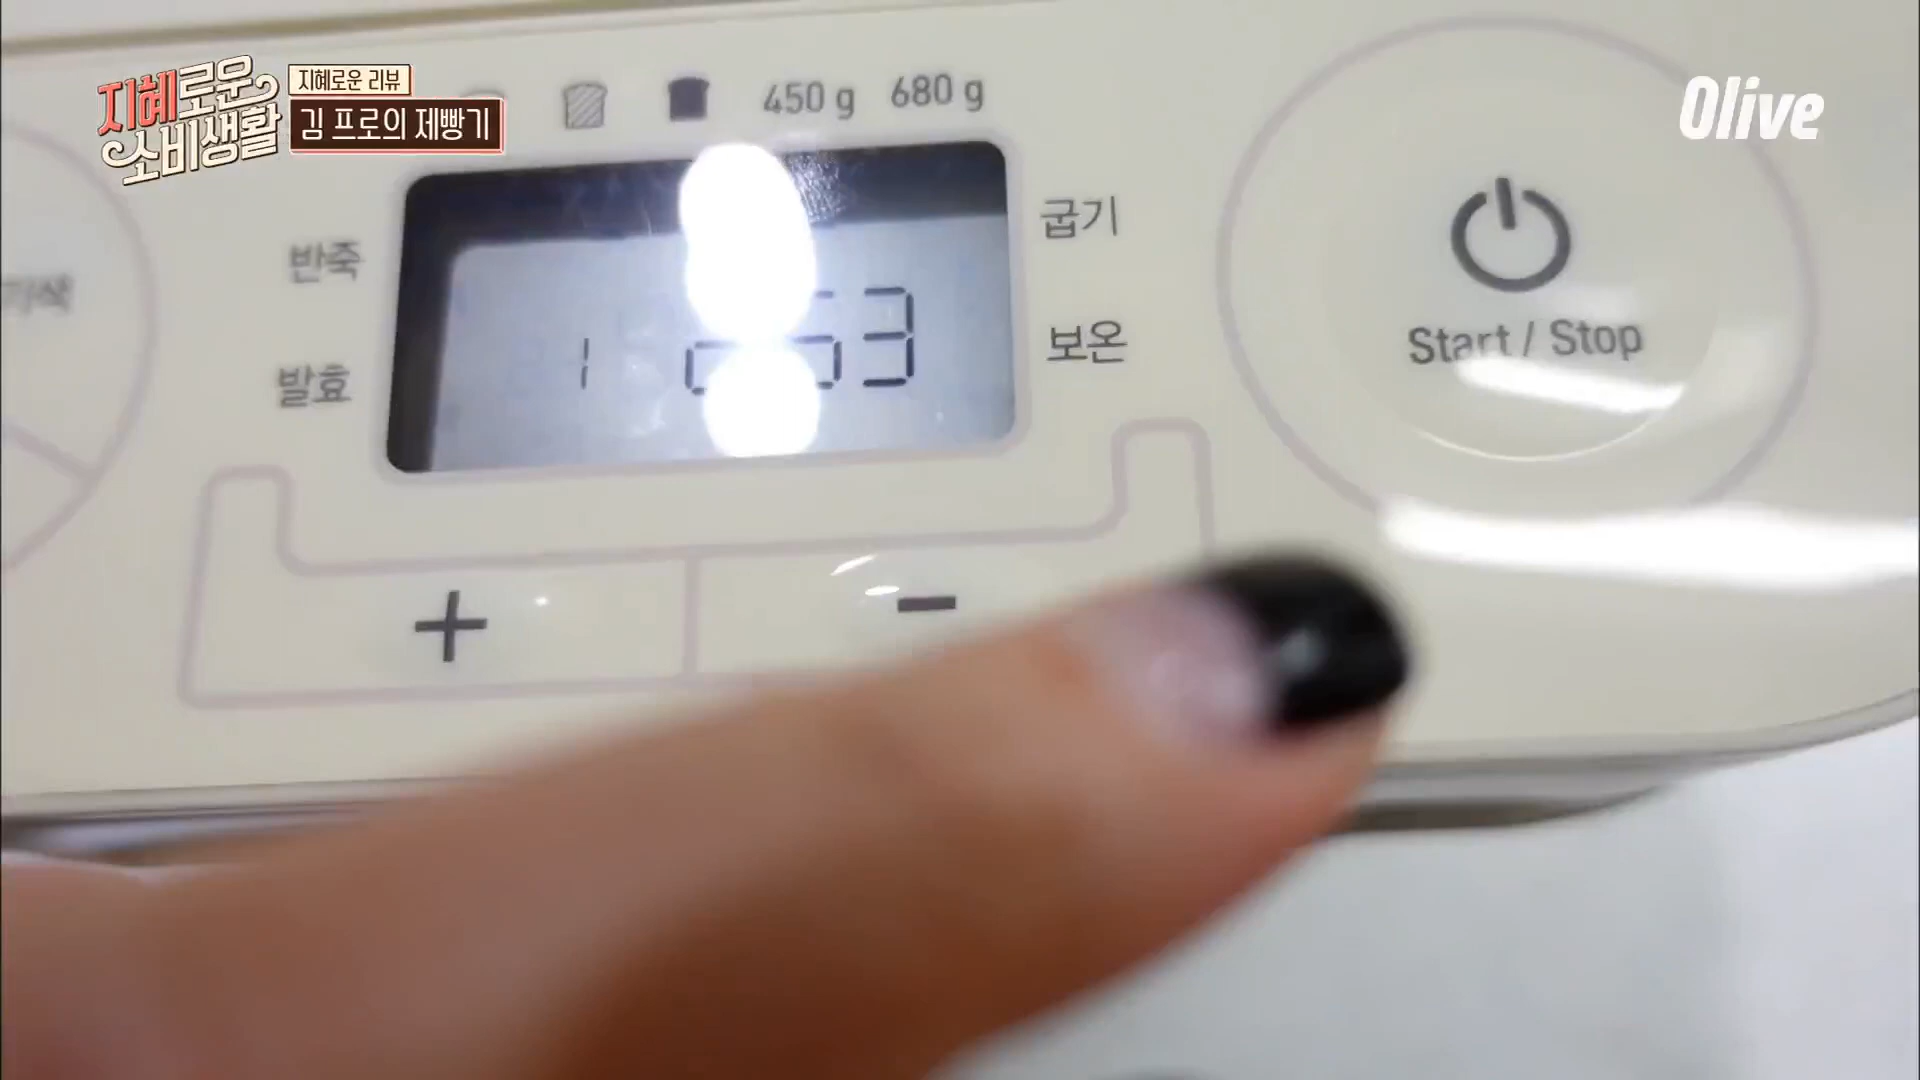 지혜로운
소비생활
지혜로운 리뷰
김 프로의 제빵기
Olive
450 g 680 g
반죽
굽기
발효
보온
Start / Stop
+
-